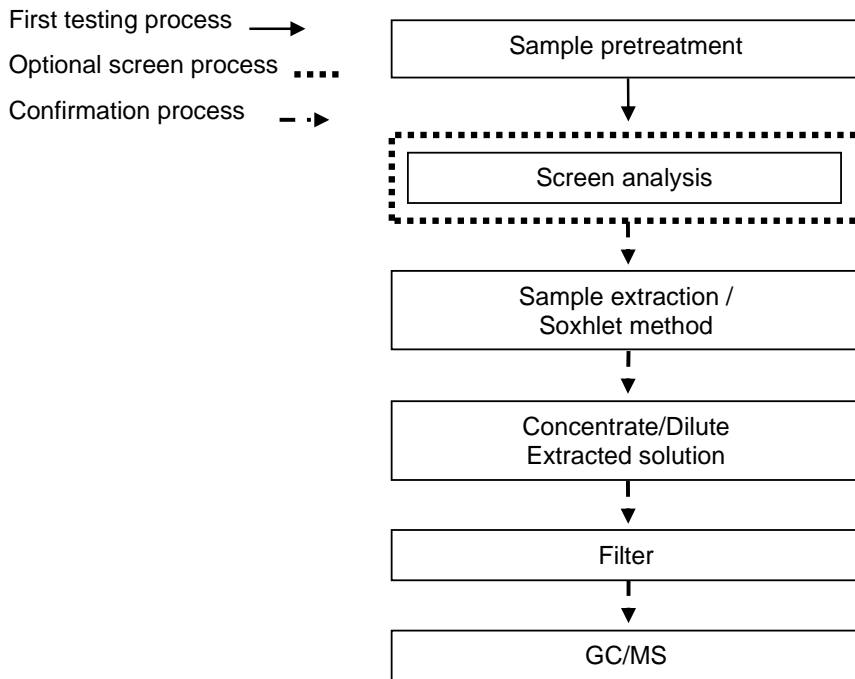 First testing process
Optional screen process
Confirmation process
Sample pretreatment
Screen analysis
Sample extraction /
Soxhlet method
Concentrate/Dilute
Extracted solution
Filter
GC/MS